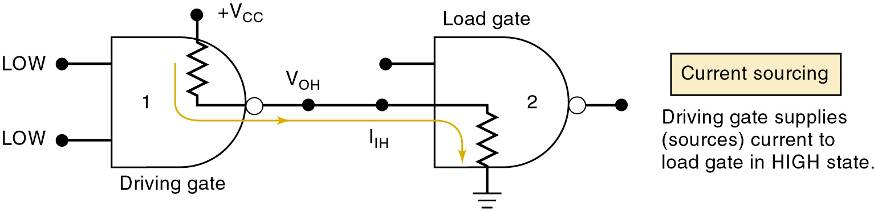 +VCC
Load gate
LOW
1
VOH
2
Current sourcing
IIH
Driving gate supplies
(sources) current to
load gate in HIGH state.
LOW
Driving gate